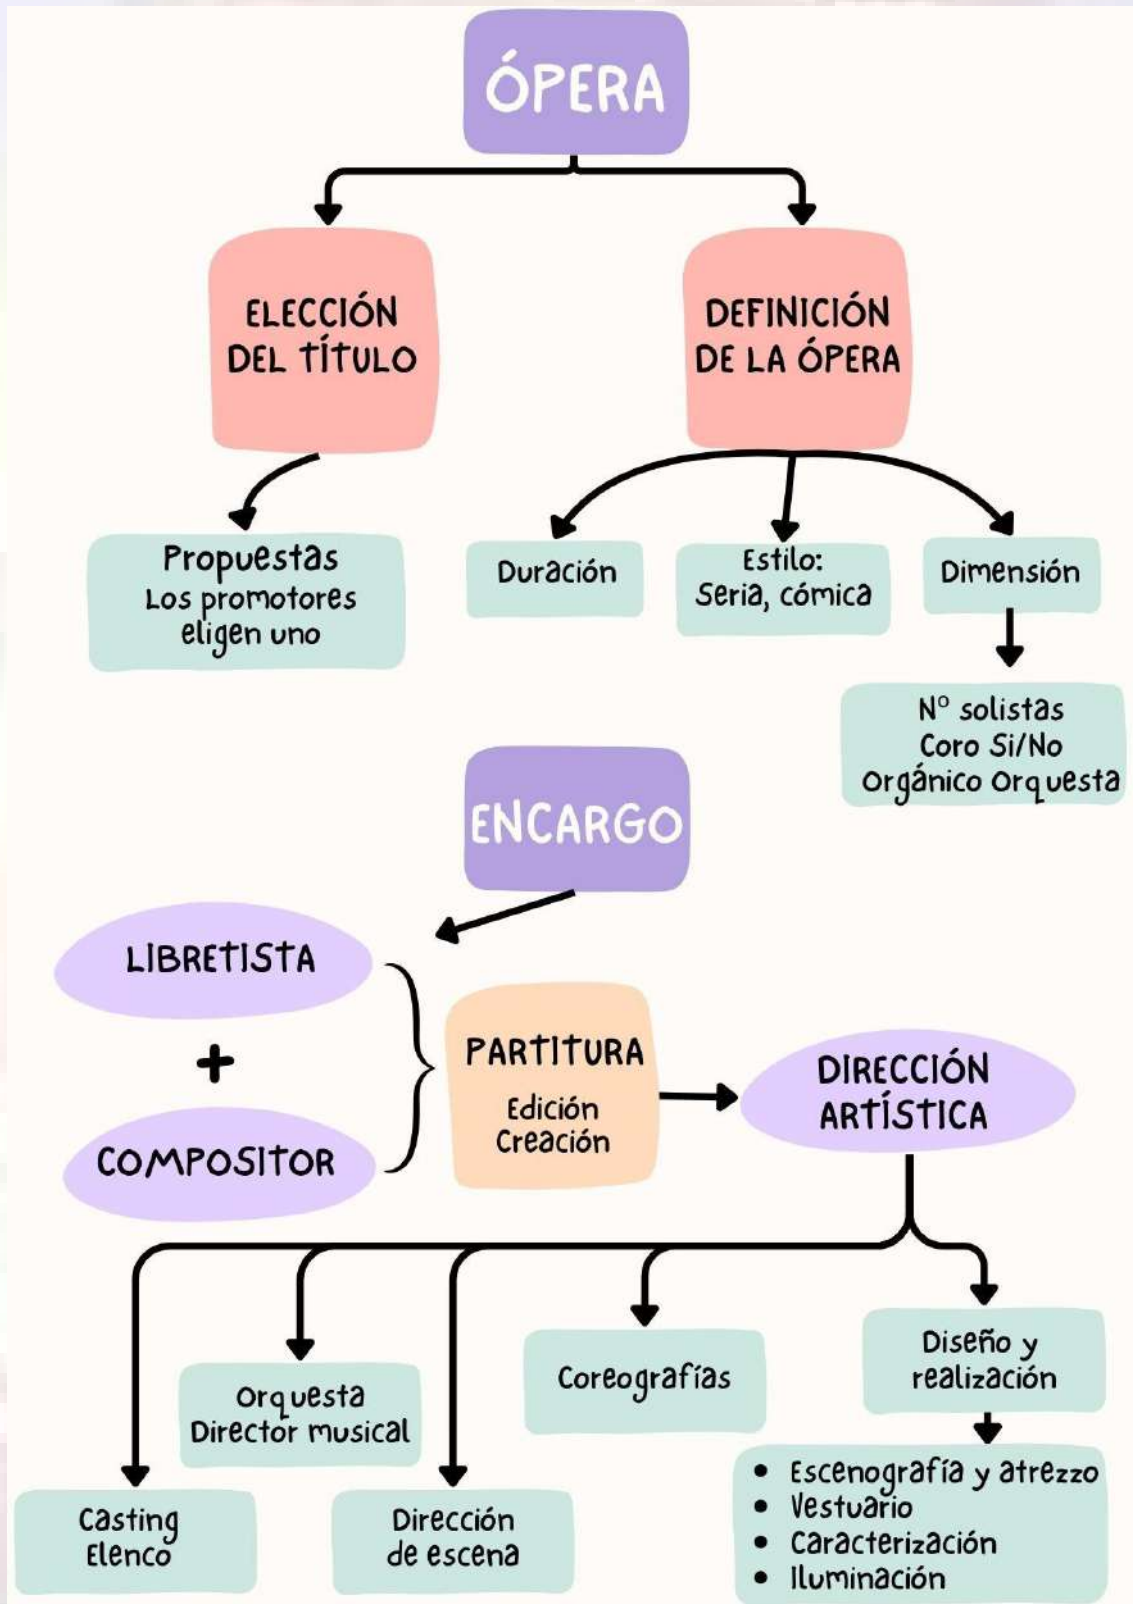 ÓPERA
ELECCIÓN
DEL TÍTULO
DEFINICIÓN
DE LA ÓPERA
Propuestas
Los promotores
eligen uno
Duración
Estilo:
Seria, cómica
Dimensión
Nº solistas
Coro Si/No
Orgánico Orquesta
ENCARGO
LIBRETISTA
+
COMPOSITOR
PARTITURA
Edición
Creación
DIRECCIÓN
ARTÍSTICA
Casting
Elenco
Orquesta
Director musical
Dirección
de escena
Coreografías
Diseño y
realización
• Escenografía y atrezzo
• Vestuario
• Caracterización
• Iluminación